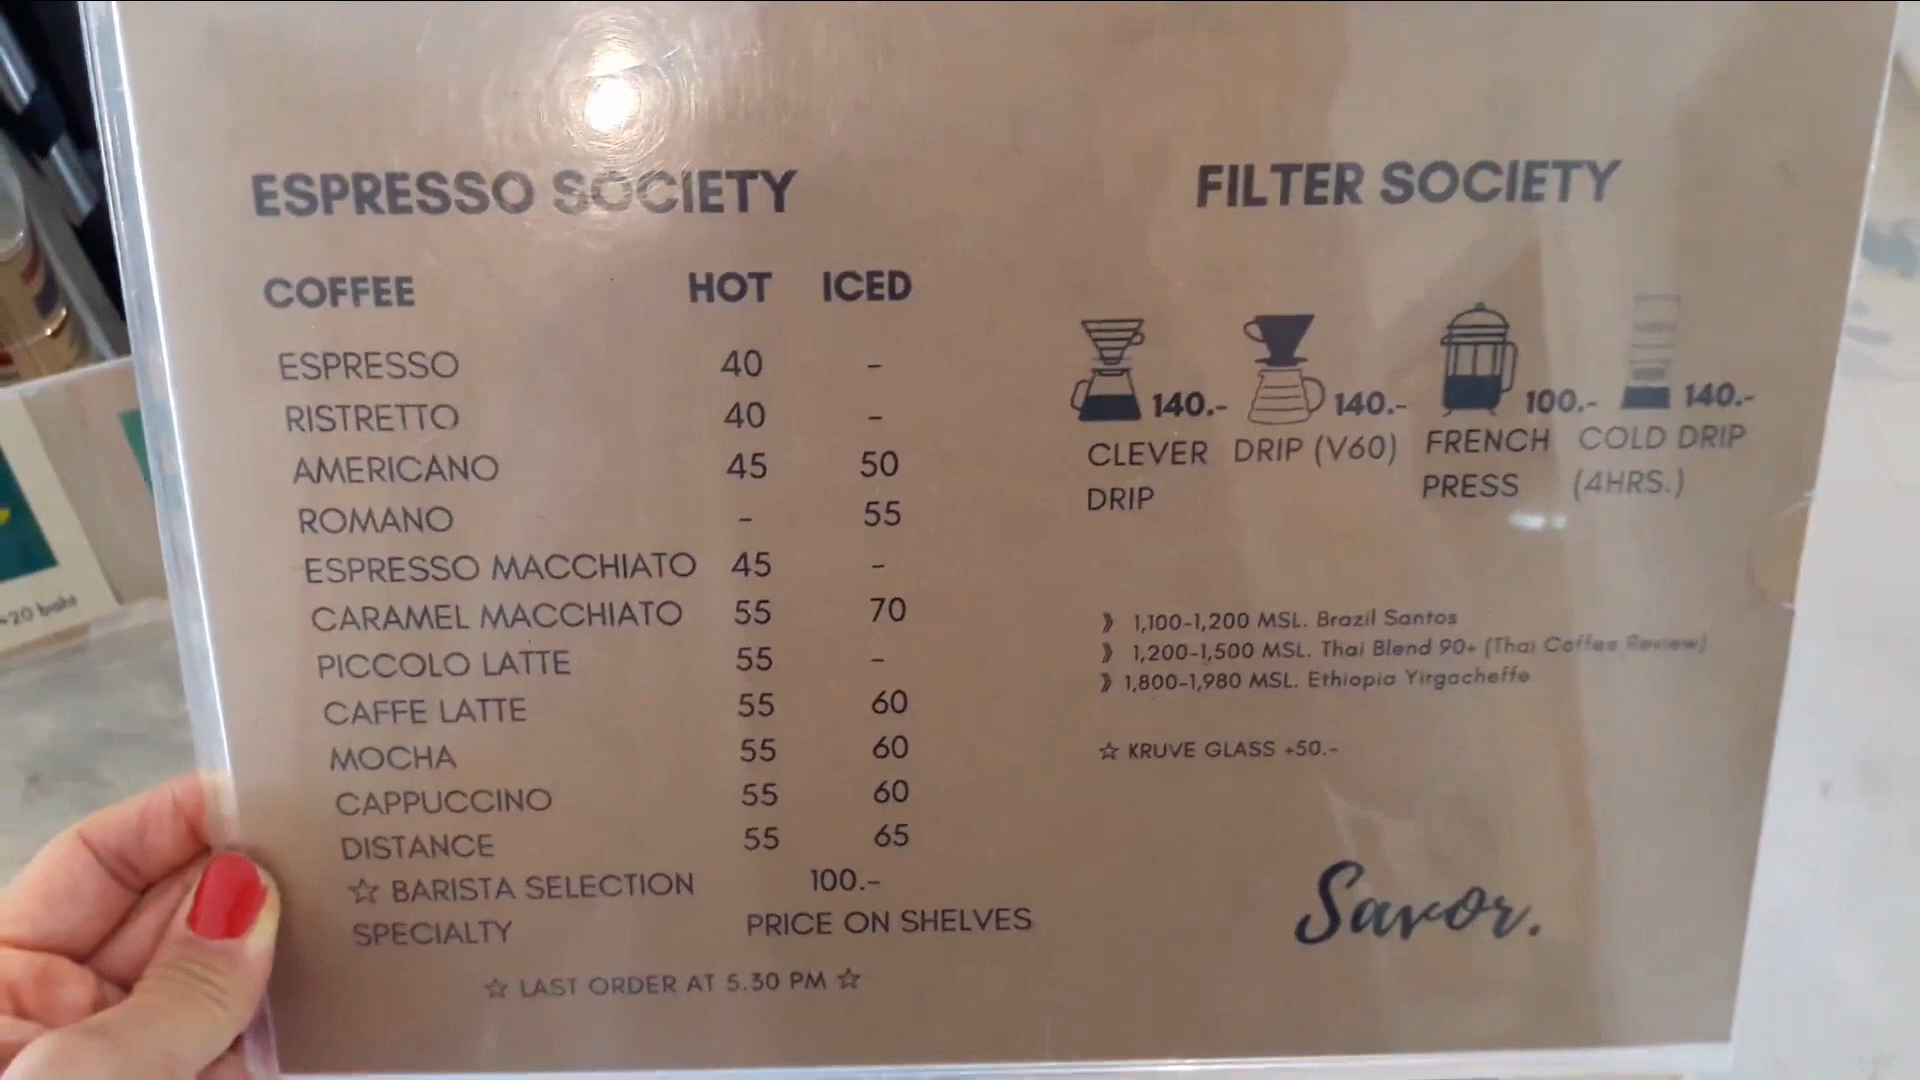 ESPRESSO SOCIETY
COFFEE HOT ICED
ESPRESSO 40 -
RISTRETTO 40 -
AMERICANO 45 50
ROMANO - 55
ESPRESSO MACCHIATO 45 -
CARAMEL MACCHIATO 55 70
PICCOLO LATTE 55 -
CAFFE LATTE 55 60
MOCHA 55 60
CAPPUCCINO 55 60
DISTANCE 55 65
☆ BARISTA SELECTION 100.-
SPECIALTY PRICE ON SHELVES
☆ LAST ORDER AT 5.30 PM ☆
FILTER SOCIETY
140.- 140.- 100.- 140.-
CLEVER DRIP (V60) FRENCH COLD DRIP
DRIP PRESS (4HRS.)
》 1,100-1,200 MSL. Brazil Santos
》 1,200-1,500 MSL. Thai Blend 90+ (Thai Coffee Review)
》 1,800-1,980 MSL. Ethiopia Yirgacheffe
☆ KRUVE GLASS +50.-
Savor.
20 baht